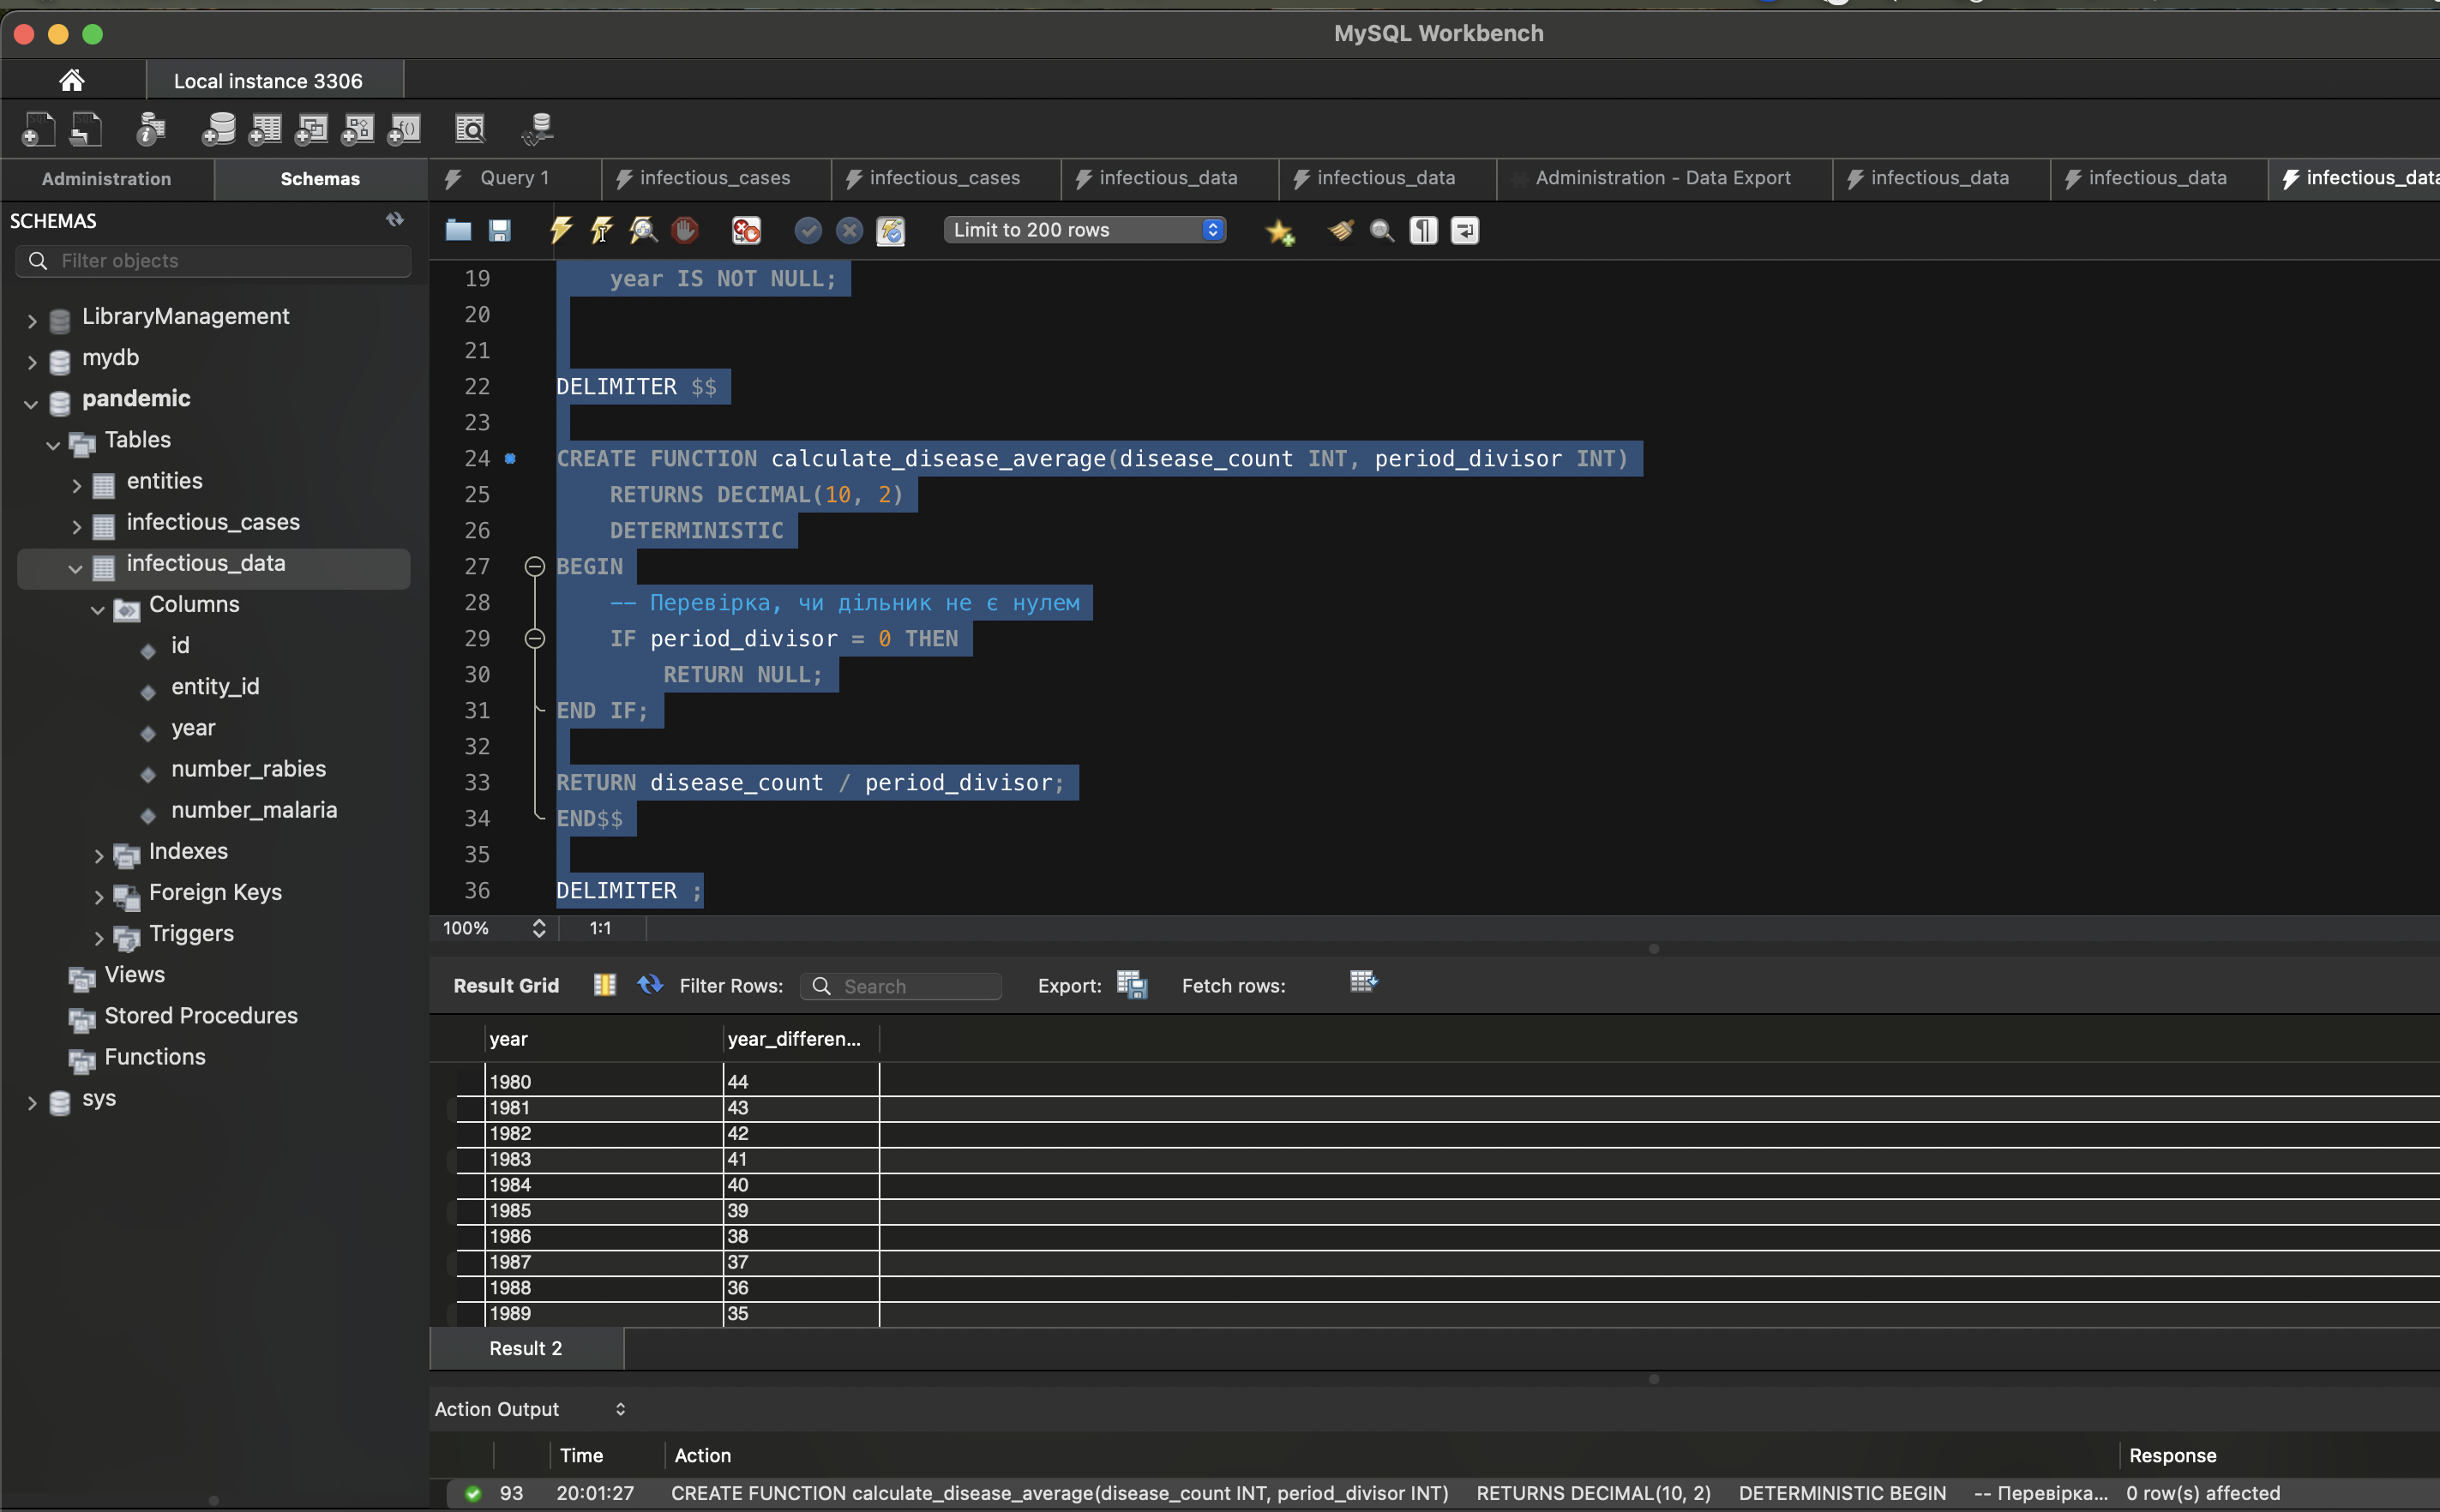 MySQL Workbench
Local instance 3306
Administration
Schemas
Query 1
infectious_cases
infectious_cases
infectious_data
infectious_data
Administration - Data Export
infectious_data
infectious_data
infectious_data
SCHEMAS
Limit to 200 rows
Filter objects
LibraryManagement
mydb
pandemic
Tables
entities
infectious_cases
infectious_data
Columns
id
entity_id
year
number_rabies
number_malaria
Indexes
Foreign Keys
Triggers
Views
Stored Procedures
Functions
sys
19 year IS NOT NULL;
20
21
22 DELIMITER $$
23
24 CREATE FUNCTION calculate_disease_average(disease_count INT, period_divisor INT)
25 RETURNS DECIMAL(10, 2)
26 DETERMINISTIC
27 BEGIN
28 -- Перевірка, чи дільник не є нулем
29 IF period_divisor = 0 THEN
30 RETURN NULL;
31 END IF;
32
33 RETURN disease_count / period_divisor;
34 END$$
35
36 DELIMITER ;
100% 1:1
Result Grid Filter Rows: Search Export: Fetch rows:
year year_differen...
1980 44
1981 43
1982 42
1983 41
1984 40
1985 39
1986 38
1987 37
1988 36
1989 35
Result 2
Action Output
Time Action Response
93 20:01:27 CREATE FUNCTION calculate_disease_average(disease_count INT, period_divisor INT) RETURNS DECIMAL(10, 2) DETERMINISTIC BEGIN -- Перевірка... 0 row(s) affected